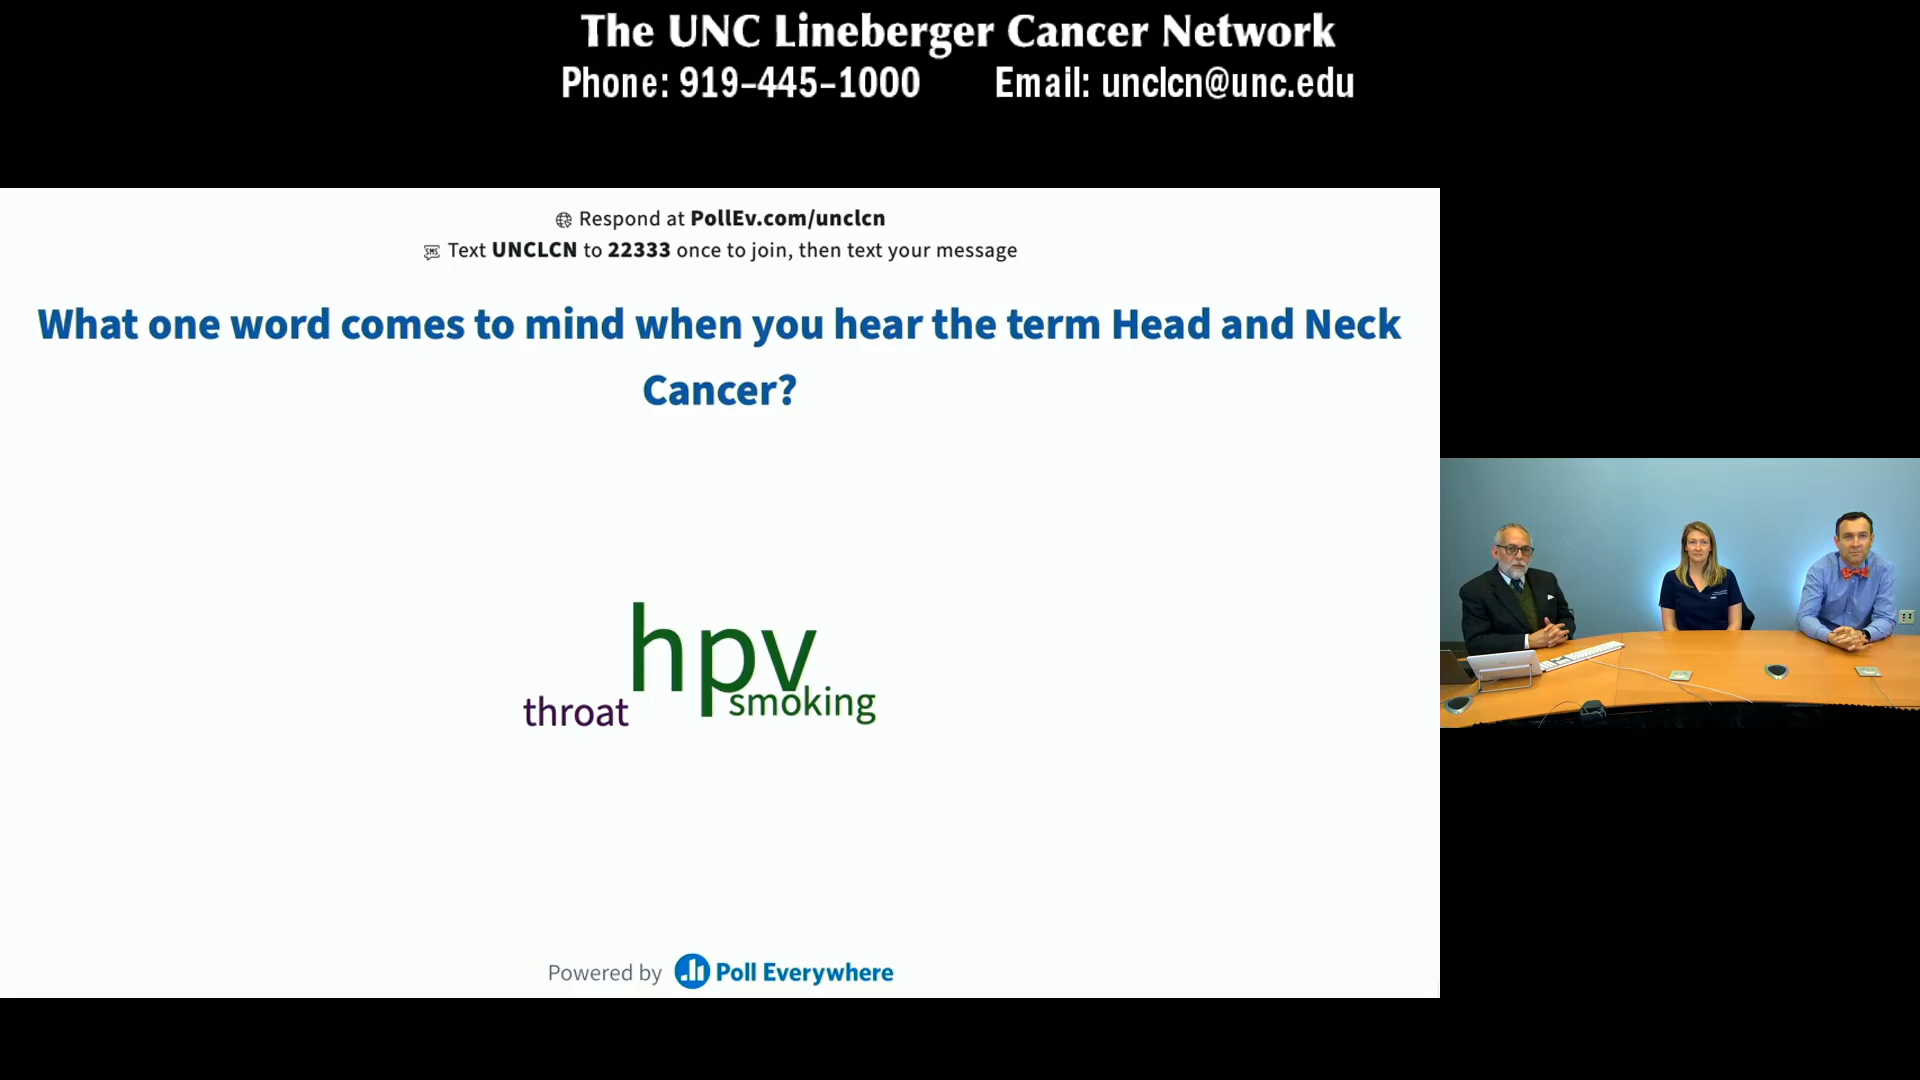 The UNC Lineberger Cancer Network
Phone: 919-445-1000 Email: unclcn@unc.edu
Respond at PollEv.com/unclcn
Text UNCLCN to 22333 once to join, then text your message
What one word comes to mind when you hear the term Head and Neck
Cancer?
hpv
throat
smoking
Powered by Poll Everywhere